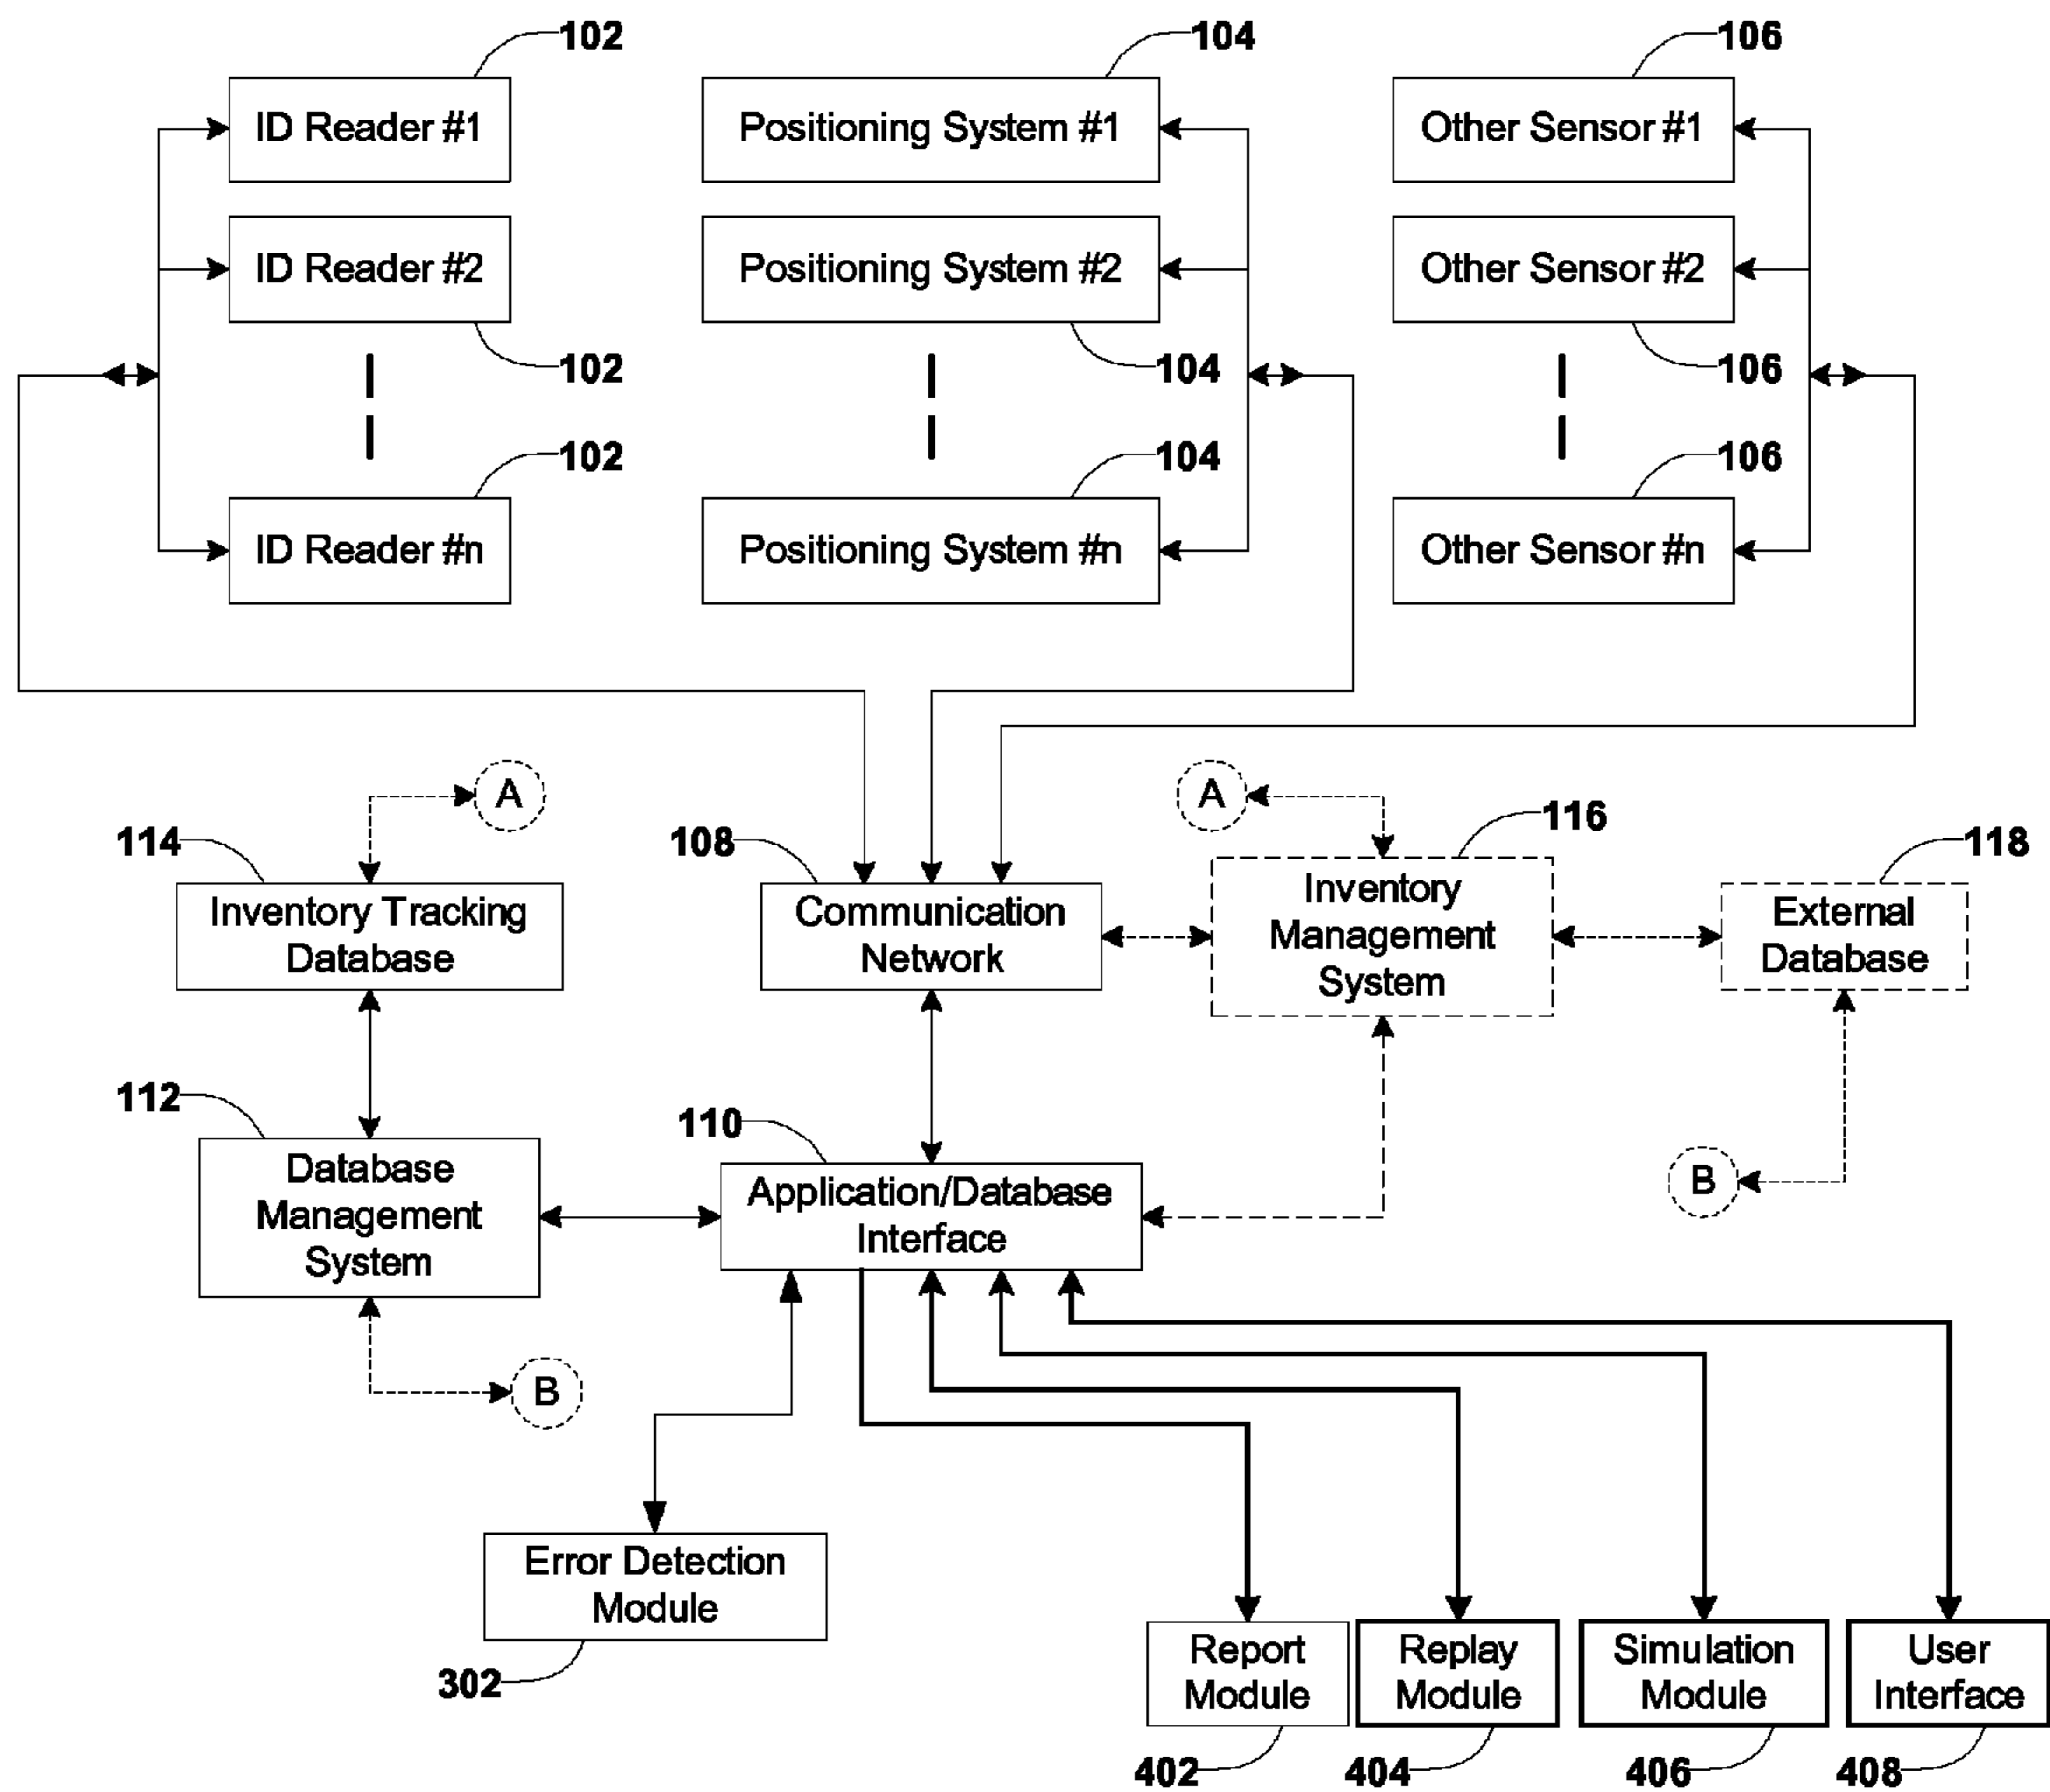 102
104
106
ID Reader #1
Positioning System #1
Other Sensor #1
ID Reader #2
Positioning System #2
Other Sensor #2
102
104
106
102
104
106
ID Reader #n
Positioning System #n
Other Sensor #n
A
A
116
114
108
118
Inventory Tracking
Database
Communication
Network
Inventory
Management
System
External
Database
112
110
B
Database
Management
System
Application/Database
Interface
B
Error Detection
Module
302
Report
Module
Replay
Module
Simulation
Module
User
Interface
402
404
406
408